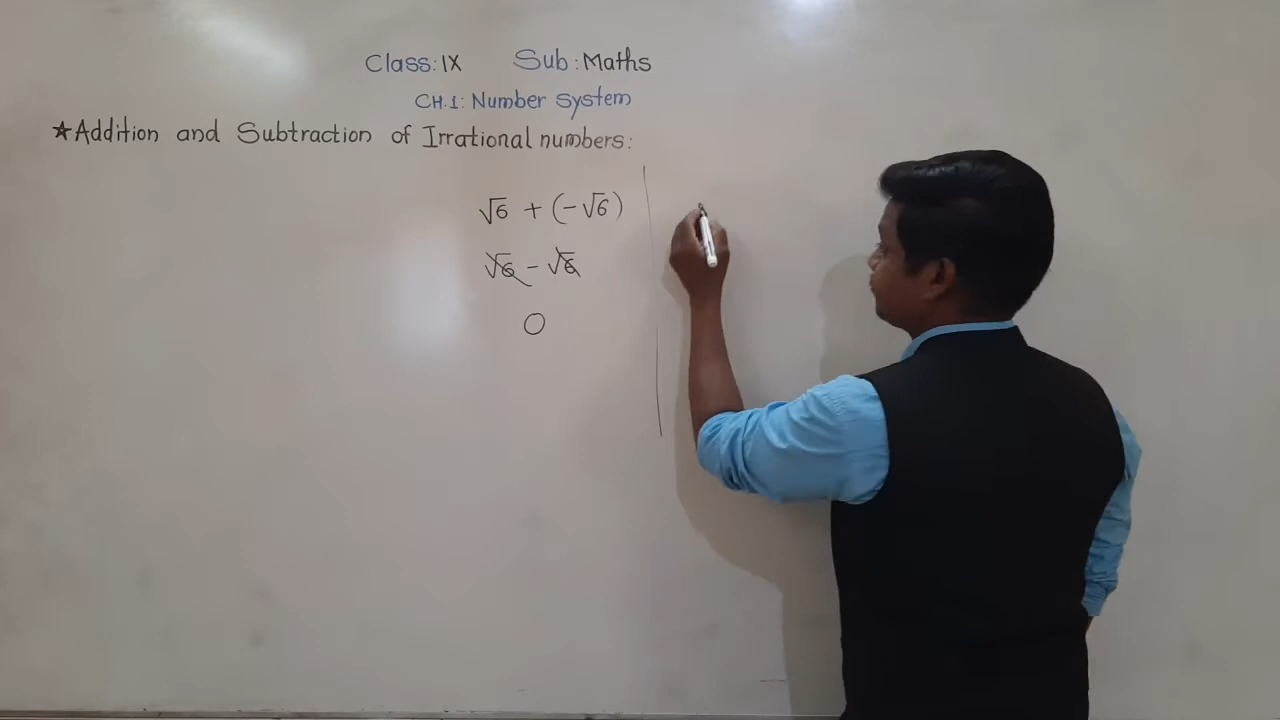 Class: IX Sub: Maths
CH.1: Number system
★Addition and Subtraction of Irrational numbers:
√6 + (-√6)
√6 - √6
0